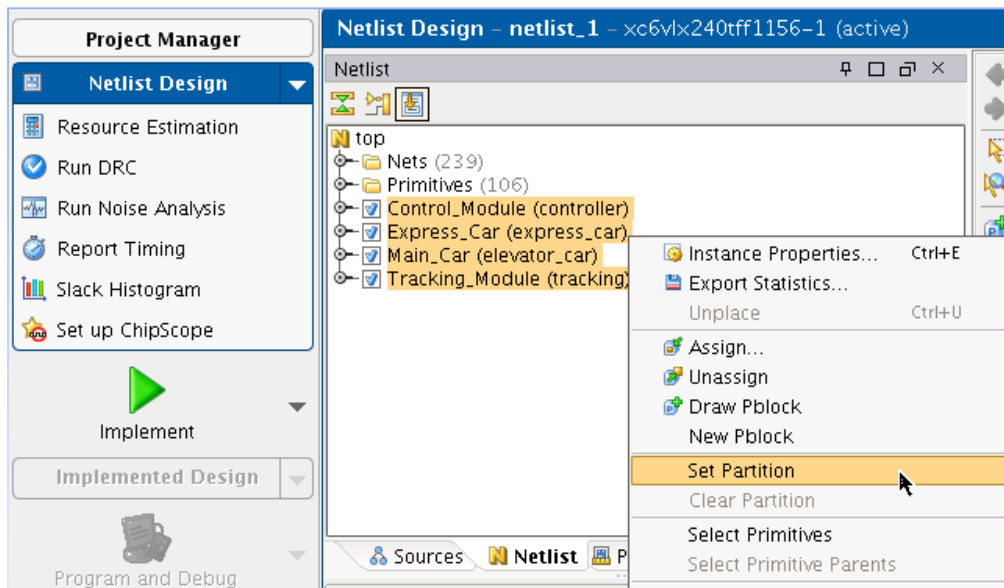 Project Manager
Netlist Design
Resource Estimation
Run DRC
Run Noise Analysis
Report Timing
Slack Histogram
Set up ChipScope
Implement
Implemented Design
Program and Debug
Netlist Design - netlist_1 - xc6vlx240tff1156-1 (active)
Netlist
top
Nets (239)
Primitives (106)
Control_Module (controller)
Express_Car (express_car)
Main_Car (elevator_car)
Tracking_Module (tracking)
Instance Properties... Ctrl+E
Export Statistics...
Unplace Ctrl+U
Assign...
Unassign
Draw Pblock
New Pblock
Set Partition
Clear Partition
Select Primitives
Select Primitive Parents
Sources Netlist P